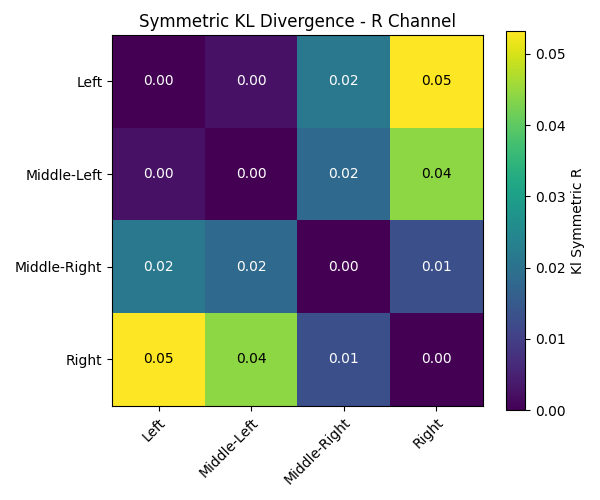 Symmetric KL Divergence - R Channel
Left 0.00 0.00 0.02 0.05
Middle-Left 0.00 0.00 0.02 0.04
Middle-Right 0.02 0.02 0.00 0.01
Right 0.05 0.04 0.01 0.00
Left Middle-Left Middle-Right Right
0.05
0.04
0.03
0.02
0.01
0.00
Kl Symmetric R